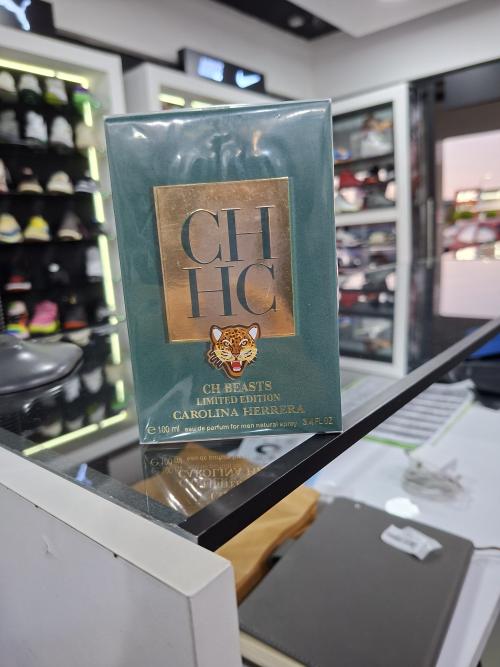 CH
HC
CH BEASTS
LIMITED EDITION
CAROLINA HERRERA
℮ 100 ml eau de parfum for men natural spray 3.4 FL.OZ